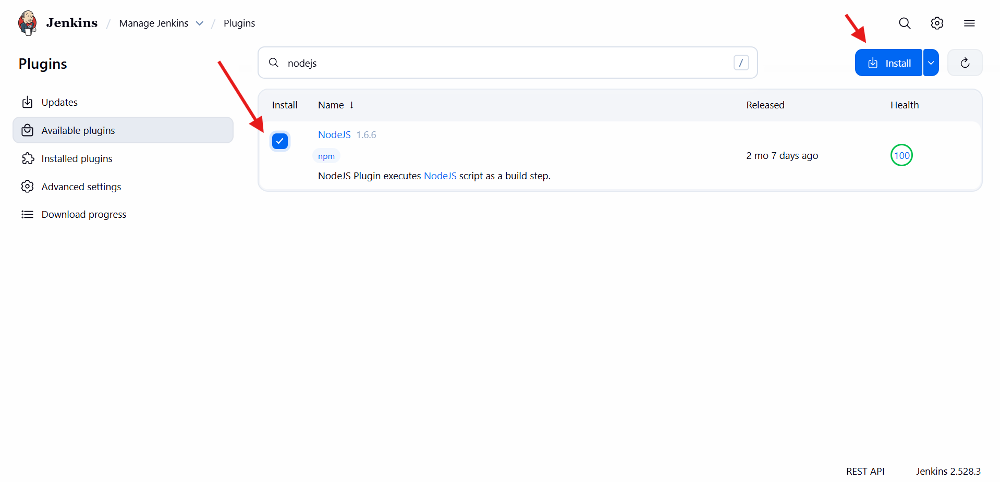 Jenkins / Manage Jenkins / Plugins
Plugins
nodejs /
Install
Updates
Available plugins
Installed plugins
Advanced settings
Download progress
Install Name ↓ Released Health
NodeJS 1.6.6
npm
2 mo 7 days ago
100
NodeJS Plugin executes NodeJS script as a build step.
REST API Jenkins 2.528.3